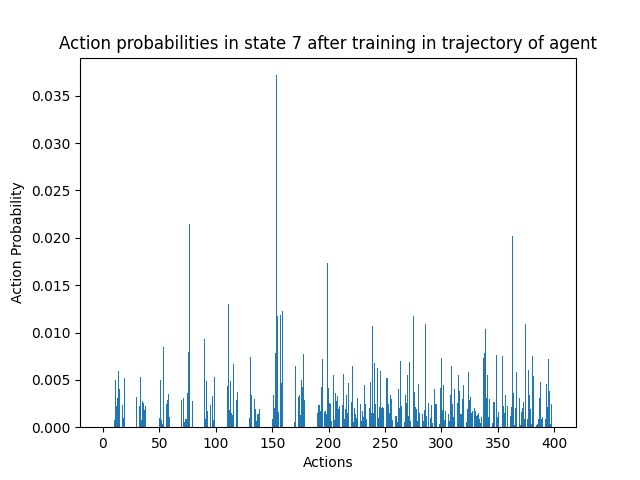 Action probabilities in state 7 after training in trajectory of agent
0.035
0.030
0.025
0.020
0.015
0.010
0.005
0.000
Action Probability
0 50 100 150 200 250 300 350 400
Actions